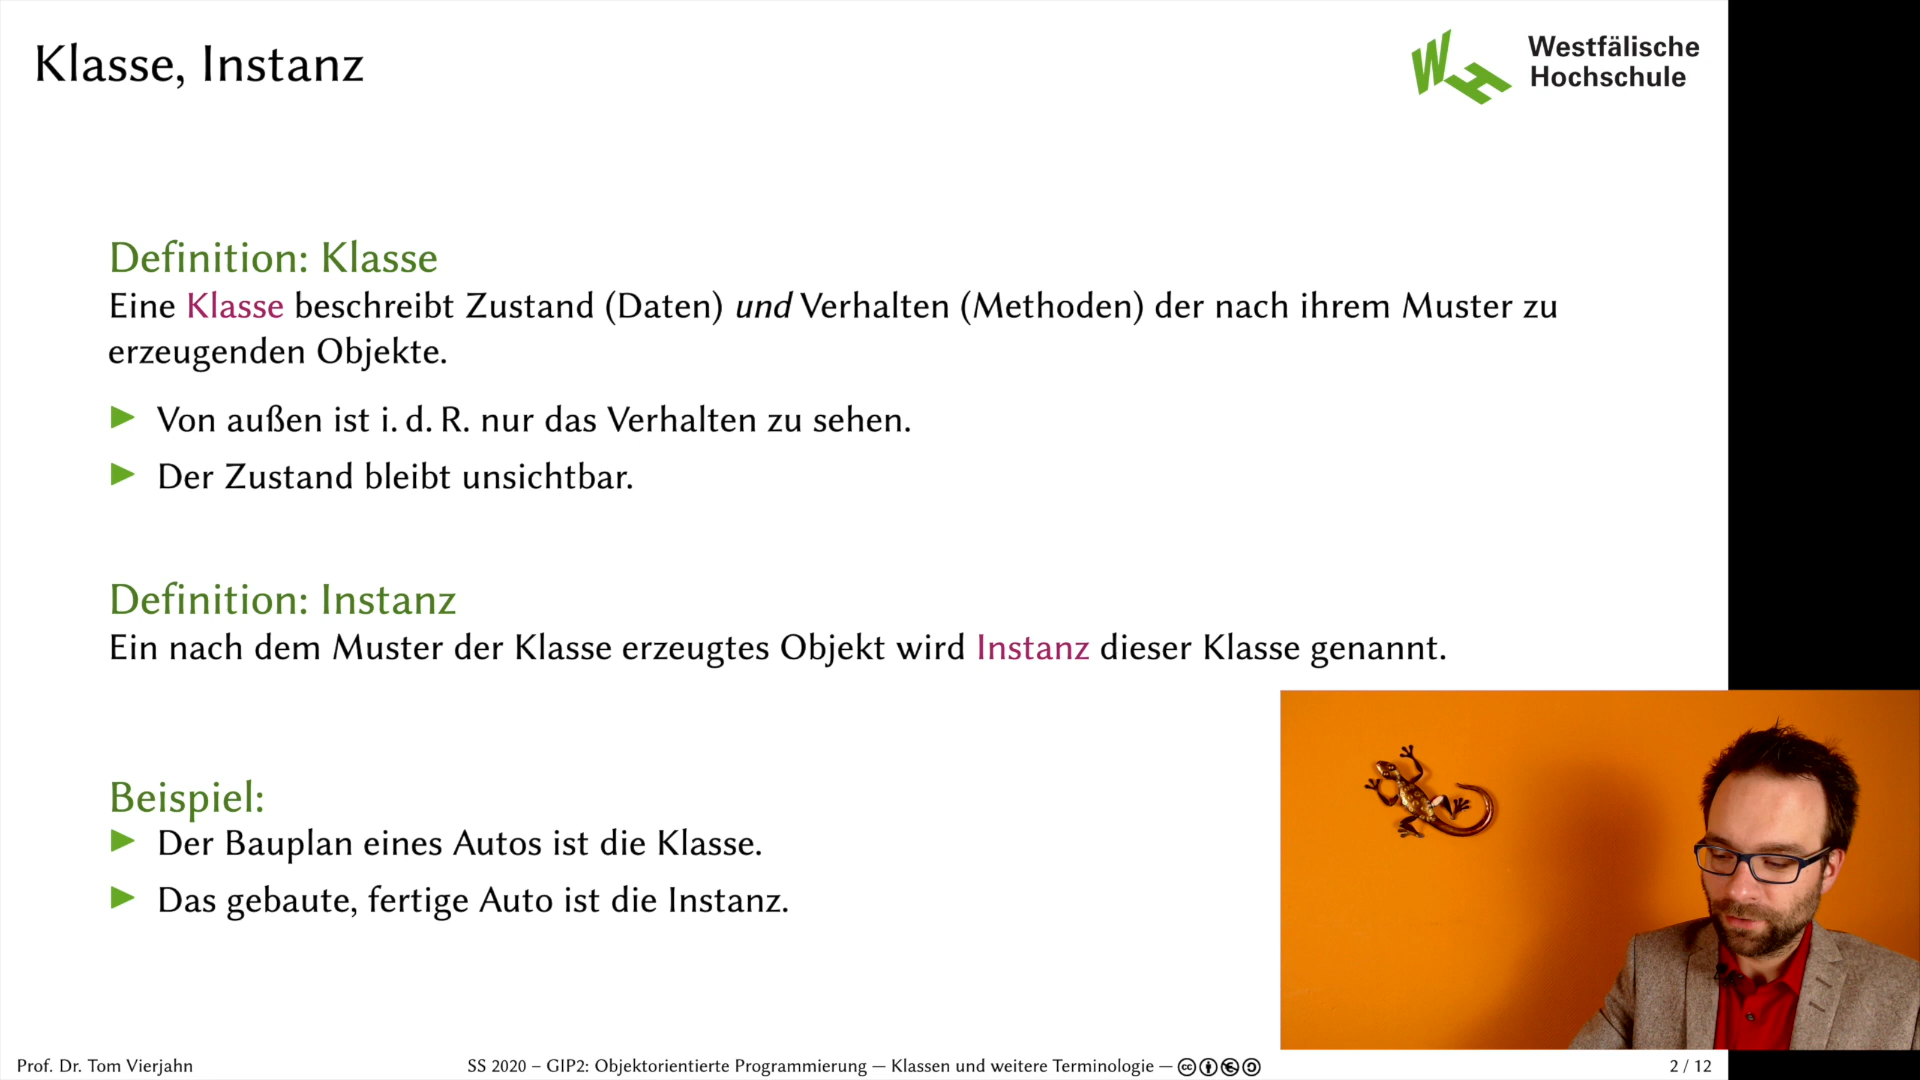 Klasse, Instanz
Westfälische
Hochschule
Definition: Klasse
Eine Klasse beschreibt Zustand (Daten) und Verhalten (Methoden) der nach ihrem Muster zu
erzeugenden Objekte.
Von außen ist i. d. R. nur das Verhalten zu sehen.
Der Zustand bleibt unsichtbar.
Definition: Instanz
Ein nach dem Muster der Klasse erzeugtes Objekt wird Instanz dieser Klasse genannt.
Beispiel:
Der Bauplan eines Autos ist die Klasse.
Das gebaute, fertige Auto ist die Instanz.
Prof. Dr. Tom Vierjahn
SS 2020 – GIP2: Objektorientierte Programmierung — Klassen und weitere Terminologie —
2 / 12